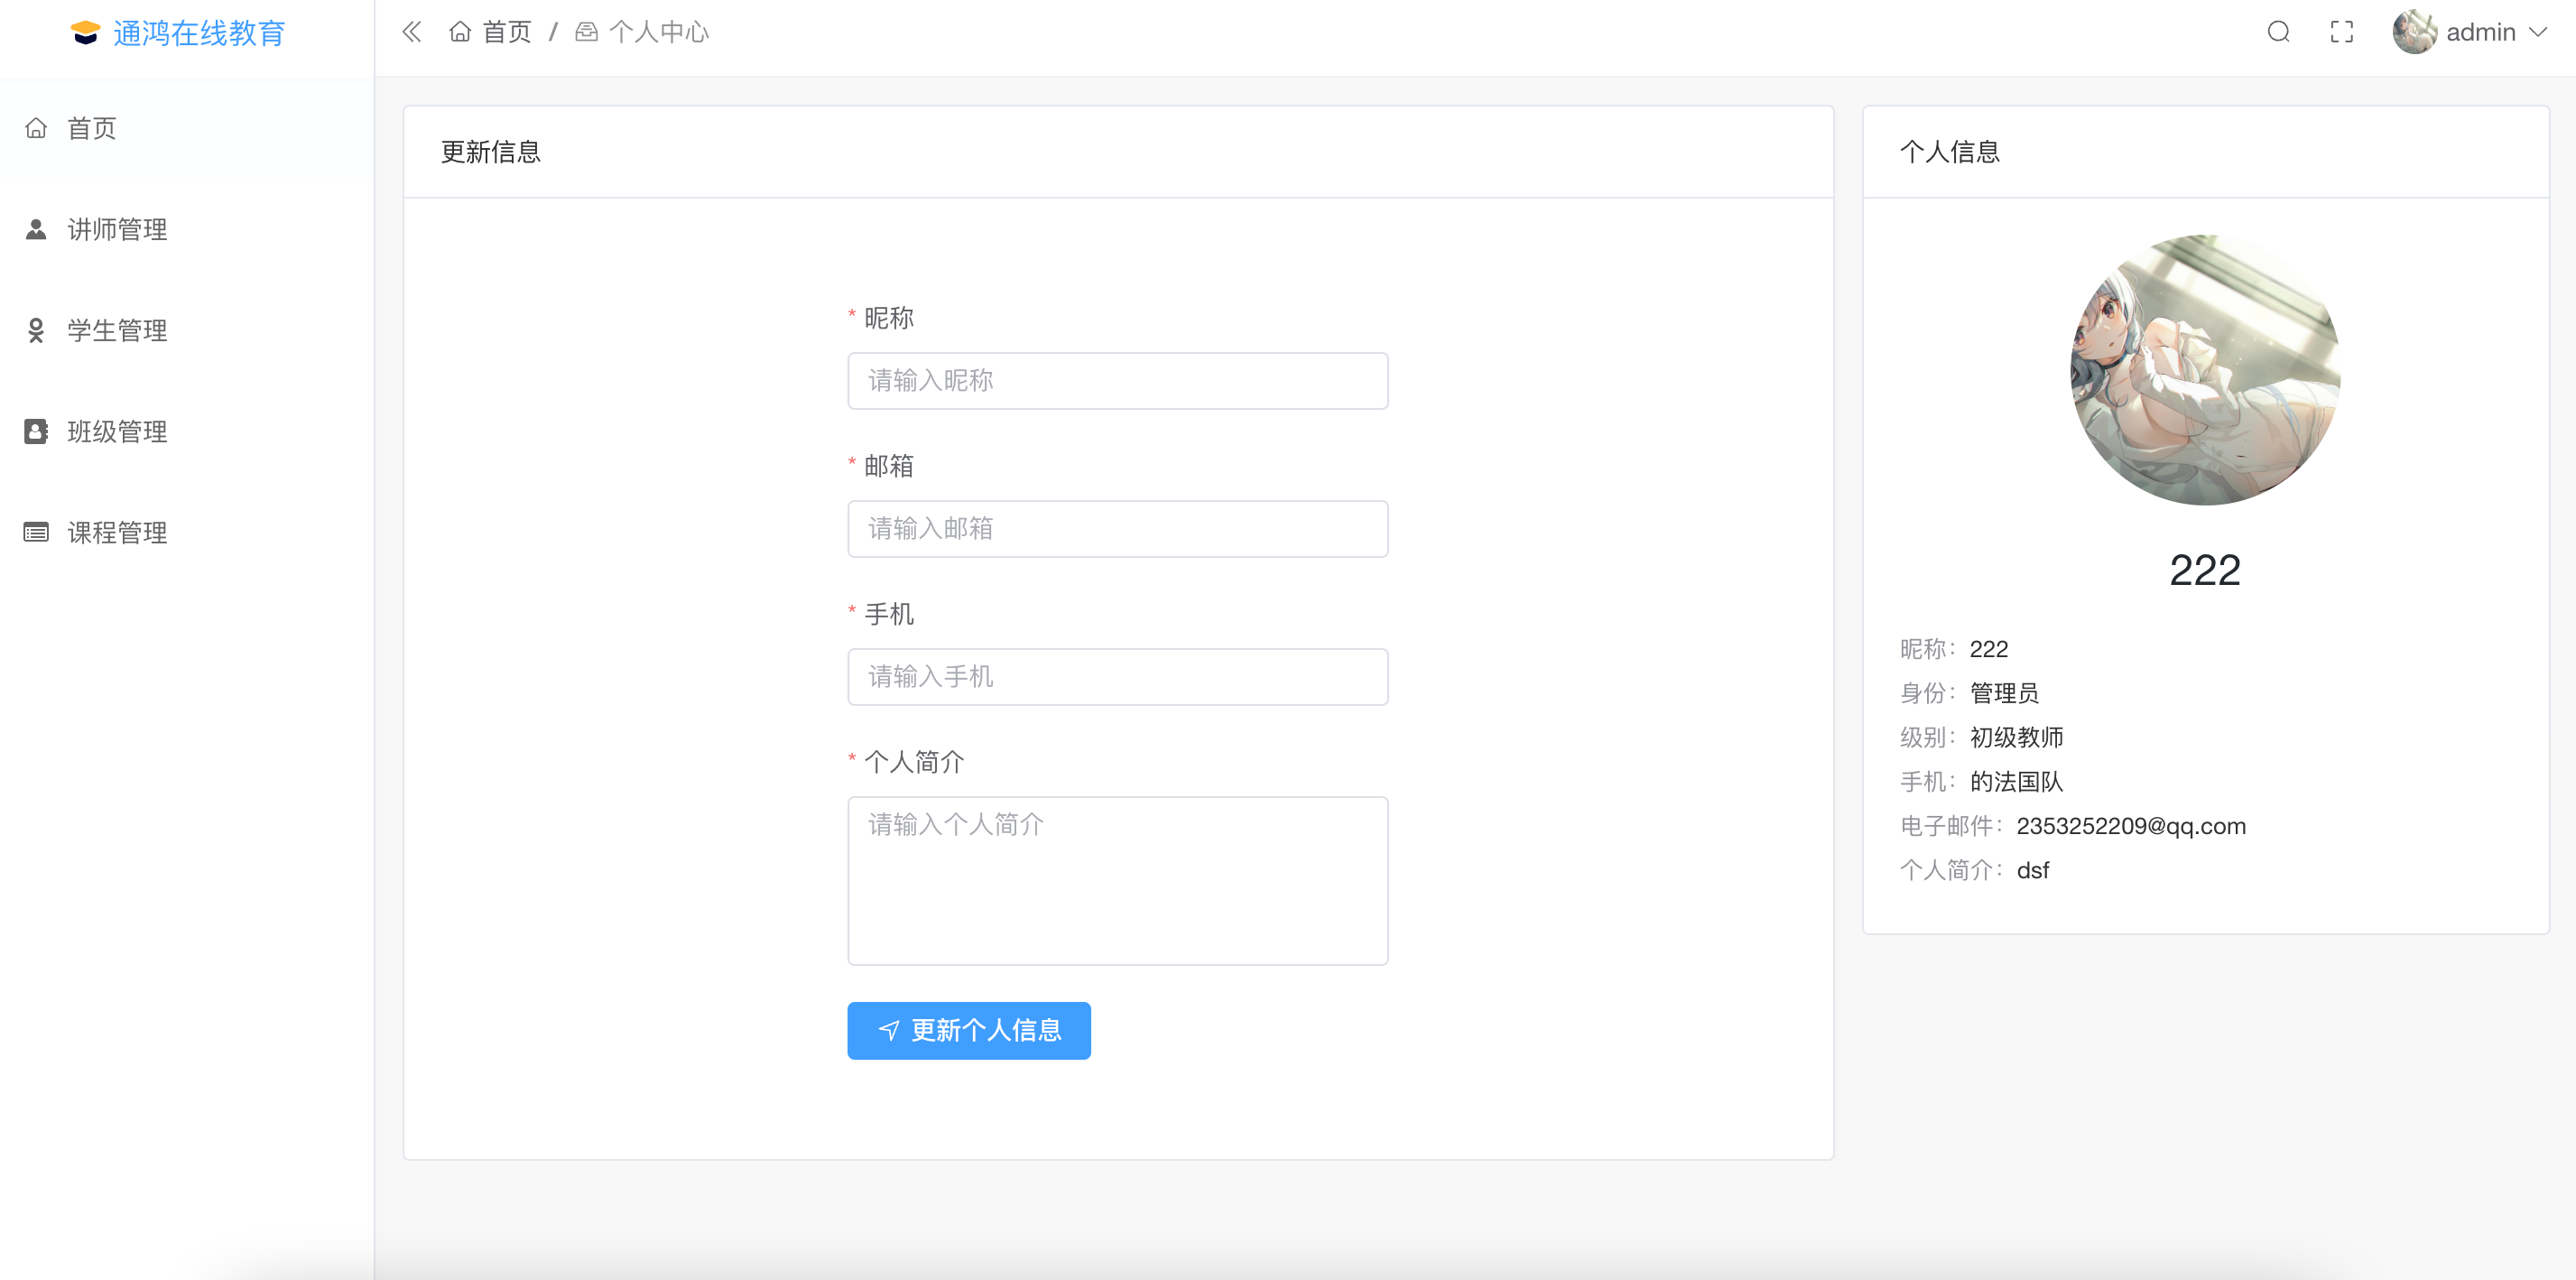 通鸿在线教育
首页 / 个人中心
admin
首页
讲师管理
学生管理
班级管理
课程管理
更新信息
* 昵称
请输入昵称
* 邮箱
请输入邮箱
* 手机
请输入手机
* 个人简介
请输入个人简介
更新个人信息
个人信息
222
昵称：222
身份：管理员
级别：初级教师
手机：的法国队
电子邮件：2353252209@qq.com
个人简介：dsf